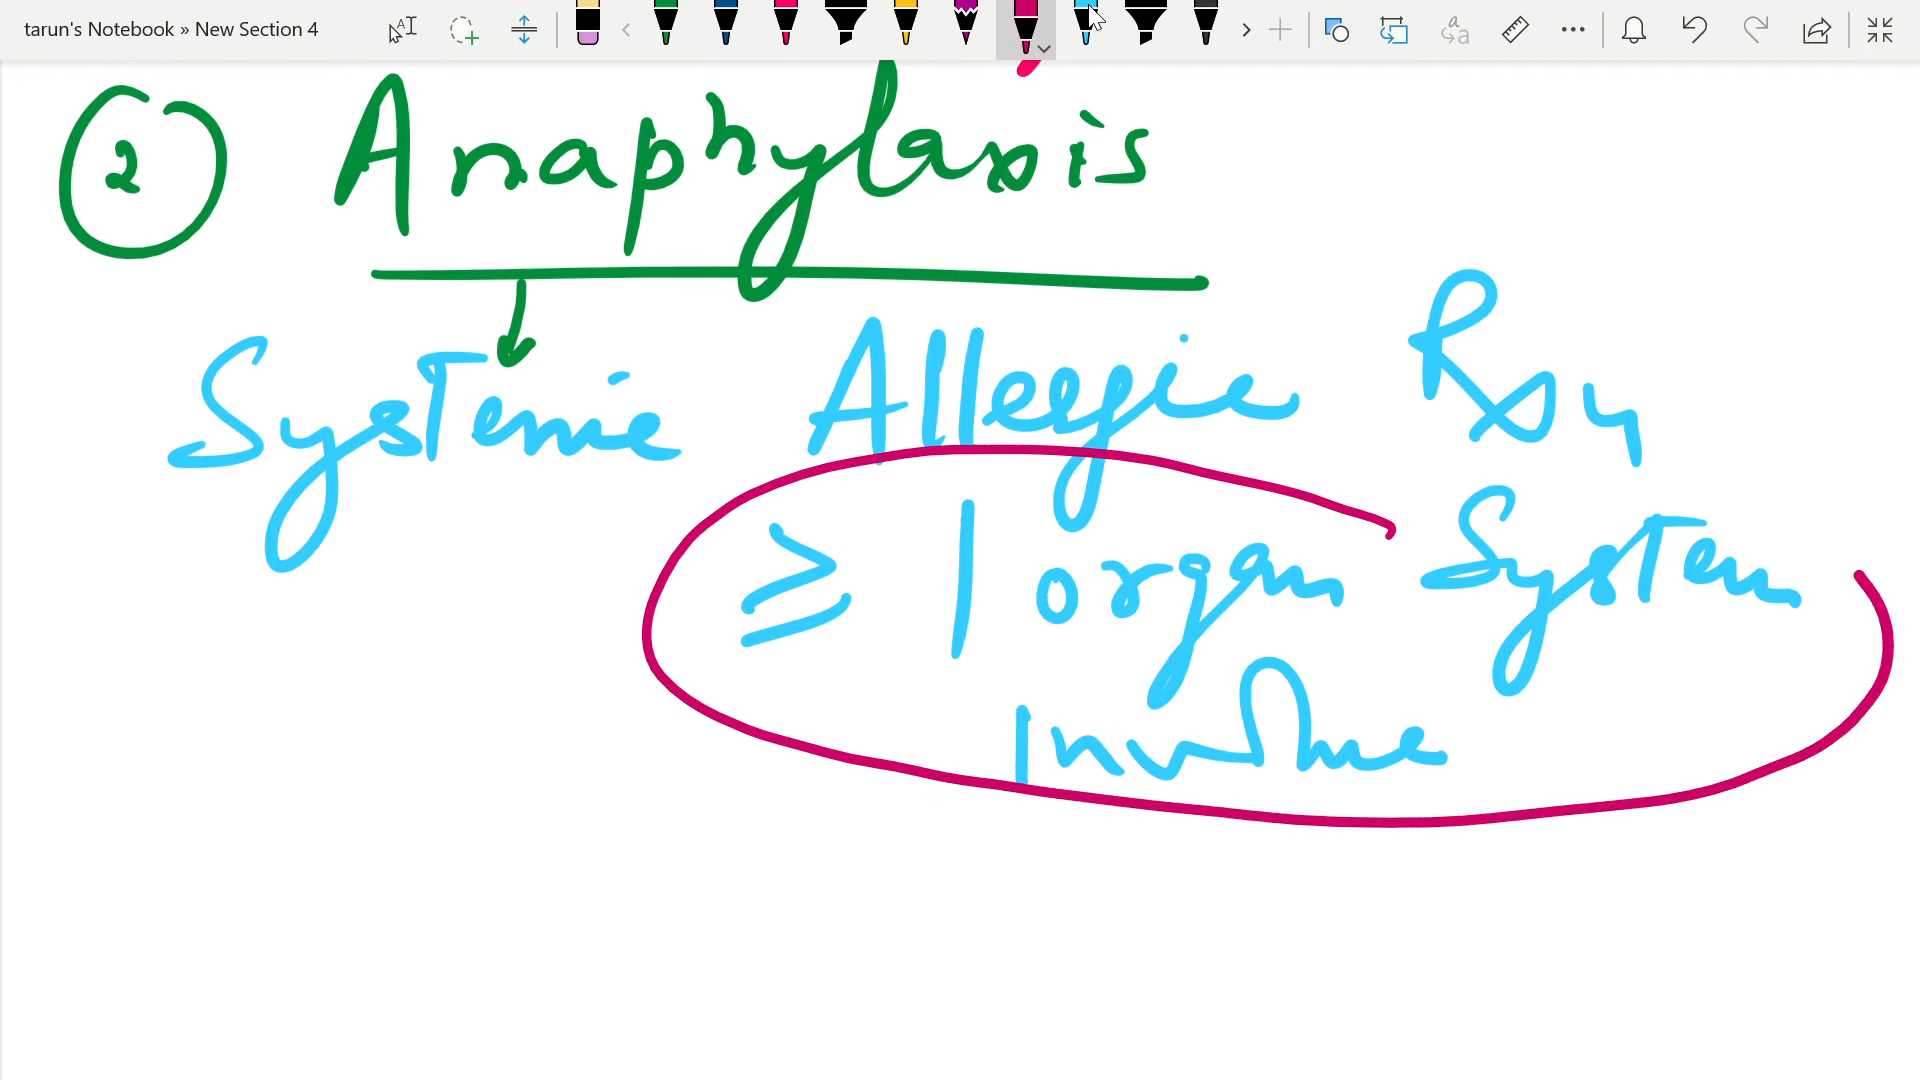 tarun's Notebook » New Section 4
2 Anaphylaxis
Systemic Allergic Rxn
≥ 1 organ System
Involve